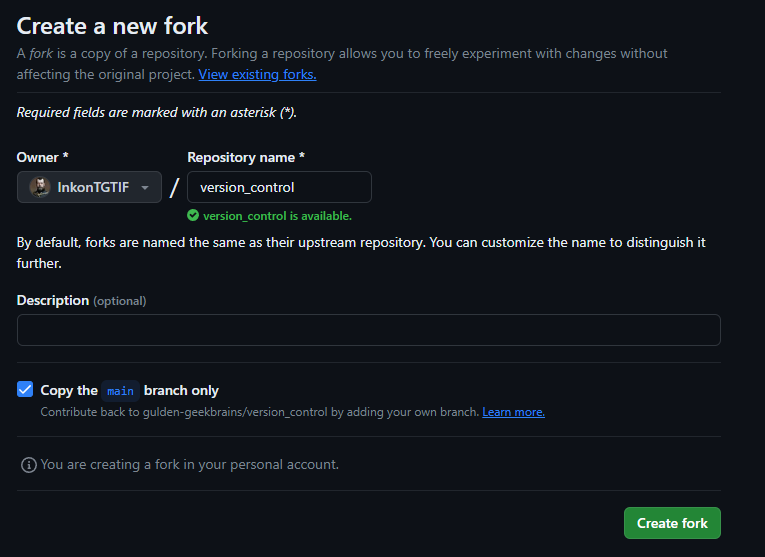 Create a new fork
A fork is a copy of a repository. Forking a repository allows you to freely experiment with changes without
affecting the original project. View existing forks.
Required fields are marked with an asterisk (*).
Owner *
Repository name *
InkonTGTIF
/
version_control
version_control is available.
By default, forks are named the same as their upstream repository. You can customize the name to distinguish it
further.
Description (optional)
Copy the main branch only
Contribute back to gulden-geekbrains/version_control by adding your own branch. Learn more.
You are creating a fork in your personal account.
Create fork